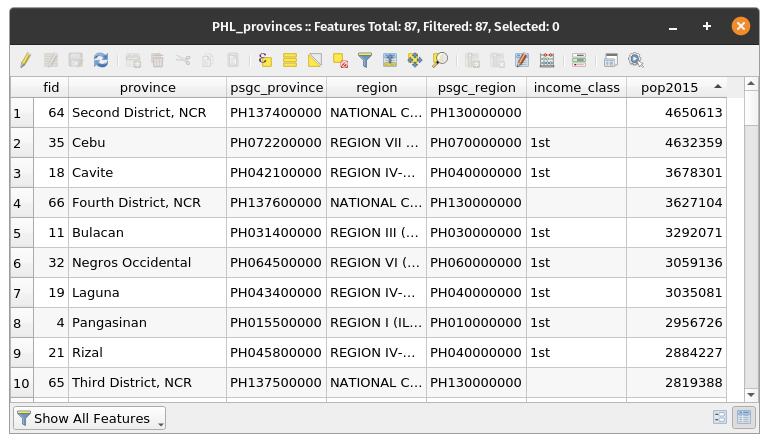 PHL_provinces :: Features Total: 87, Filtered: 87, Selected: 0
fid province psgc_province region psgc_region income_class pop2015
1 64 Second District, NCR PH137400000 NATIONAL C... PH130000000 4650613
2 35 Cebu PH072200000 REGION VII ... PH070000000 1st 4632359
3 18 Cavite PH042100000 REGION IV-... PH040000000 1st 3678301
4 66 Fourth District, NCR PH137600000 NATIONAL C... PH130000000 3627104
5 11 Bulacan PH031400000 REGION III (... PH030000000 1st 3292071
6 32 Negros Occidental PH064500000 REGION VI (... PH060000000 1st 3059136
7 19 Laguna PH043400000 REGION IV-... PH040000000 1st 3035081
8 4 Pangasinan PH015500000 REGION I (IL... PH010000000 1st 2956726
9 21 Rizal PH045800000 REGION IV-... PH040000000 1st 2884227
10 65 Third District, NCR PH137500000 NATIONAL C... PH130000000 2819388
Show All Features